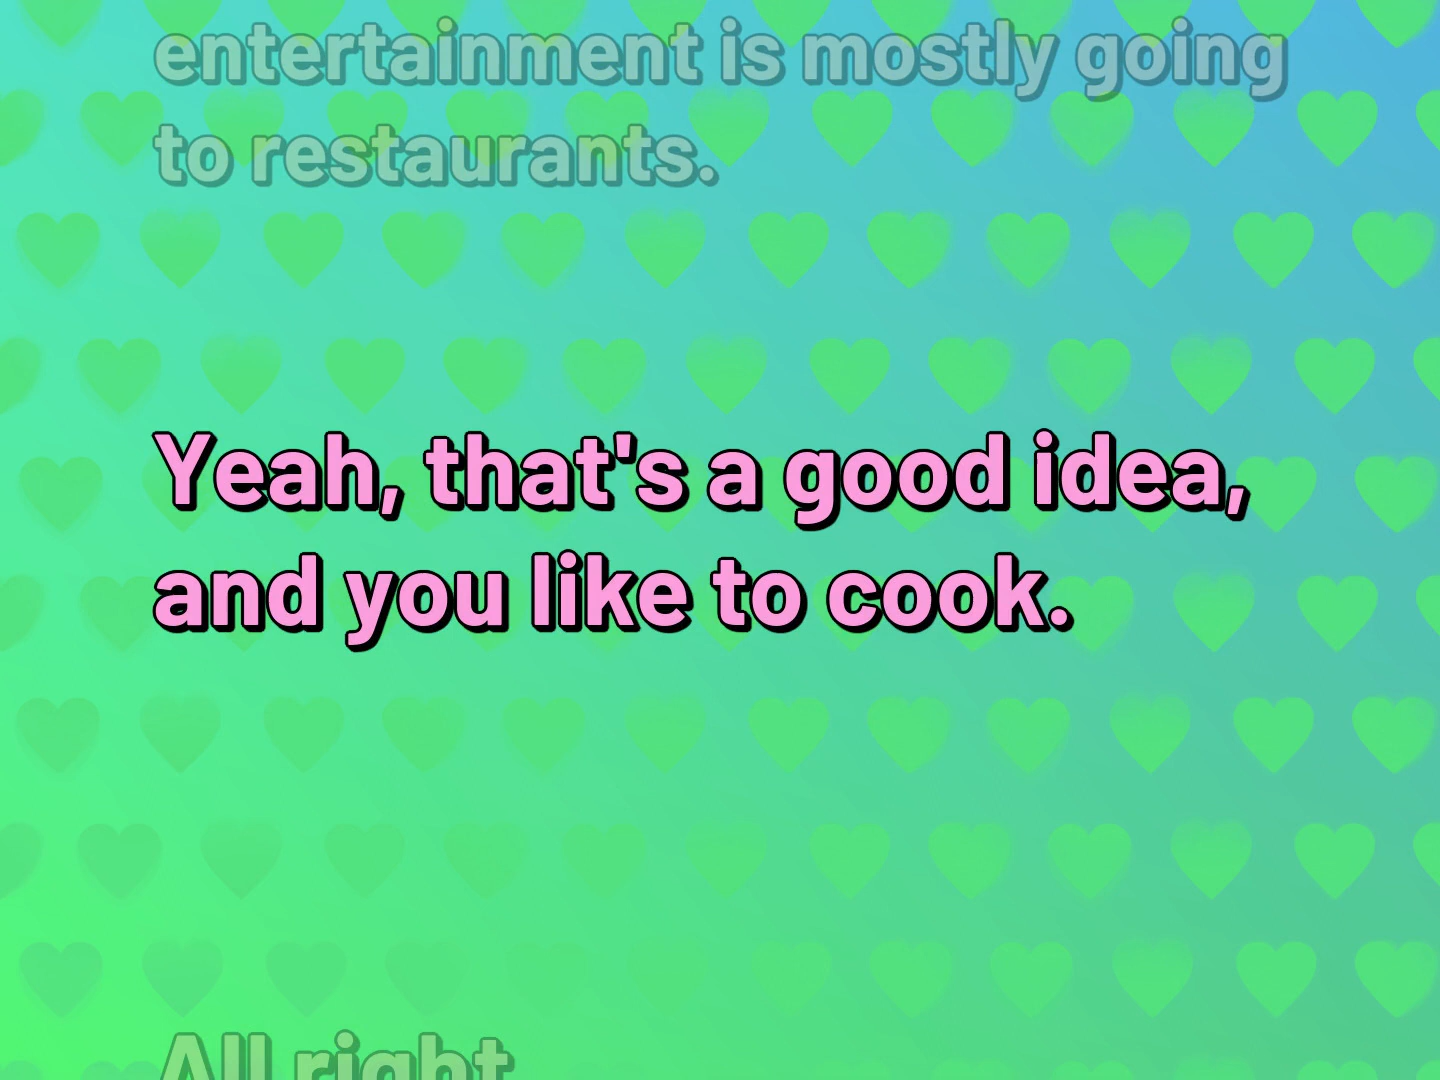 entertainment is mostly going
to restaurants.
Yeah, that's a good idea,
and you like to cook.
All right